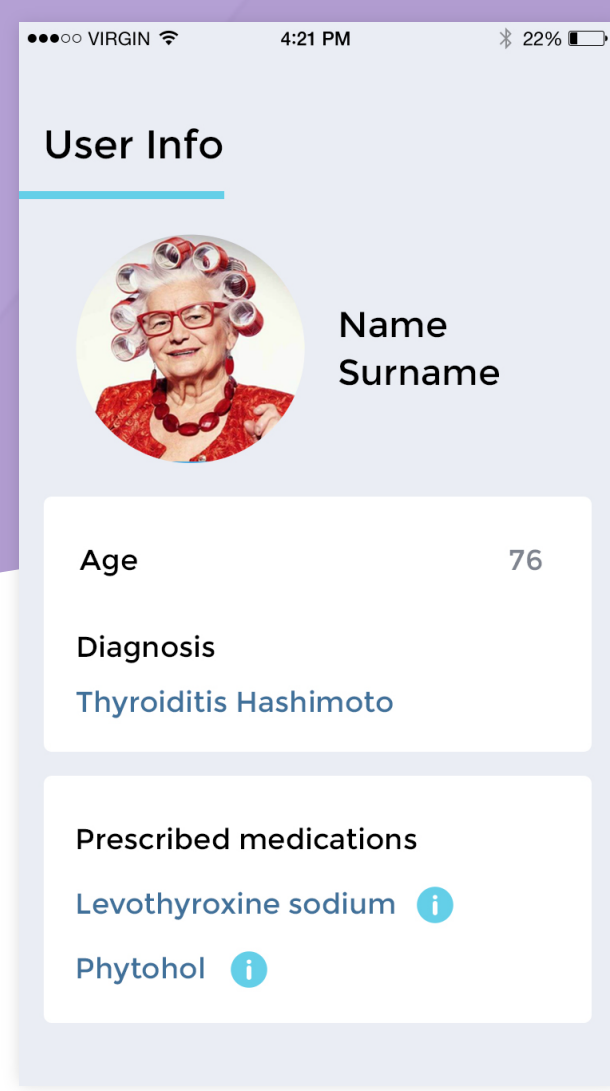 VIRGIN 4:21 PM 22%
User Info
Name
Surname
Age 76
Diagnosis
Thyroiditis Hashimoto
Prescribed medications
Levothyroxine sodium i
Phytohol i